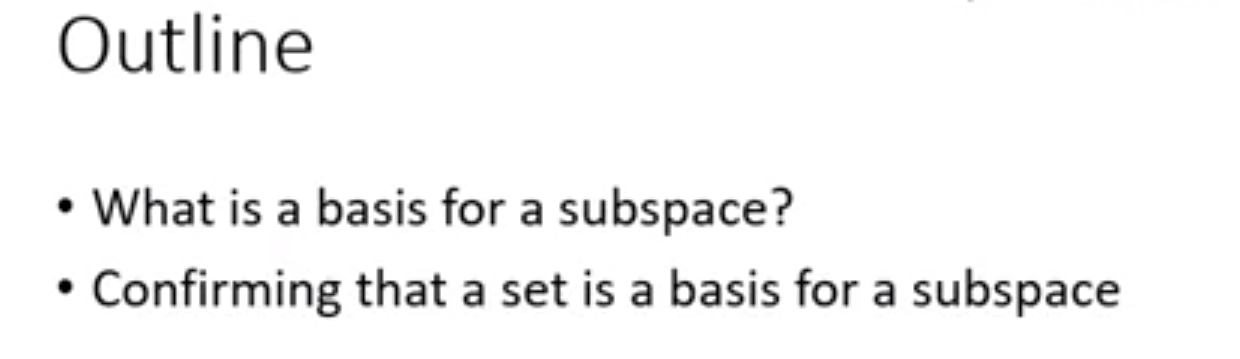 Outline
• What is a basis for a subspace?
• Confirming that a set is a basis for a subspace